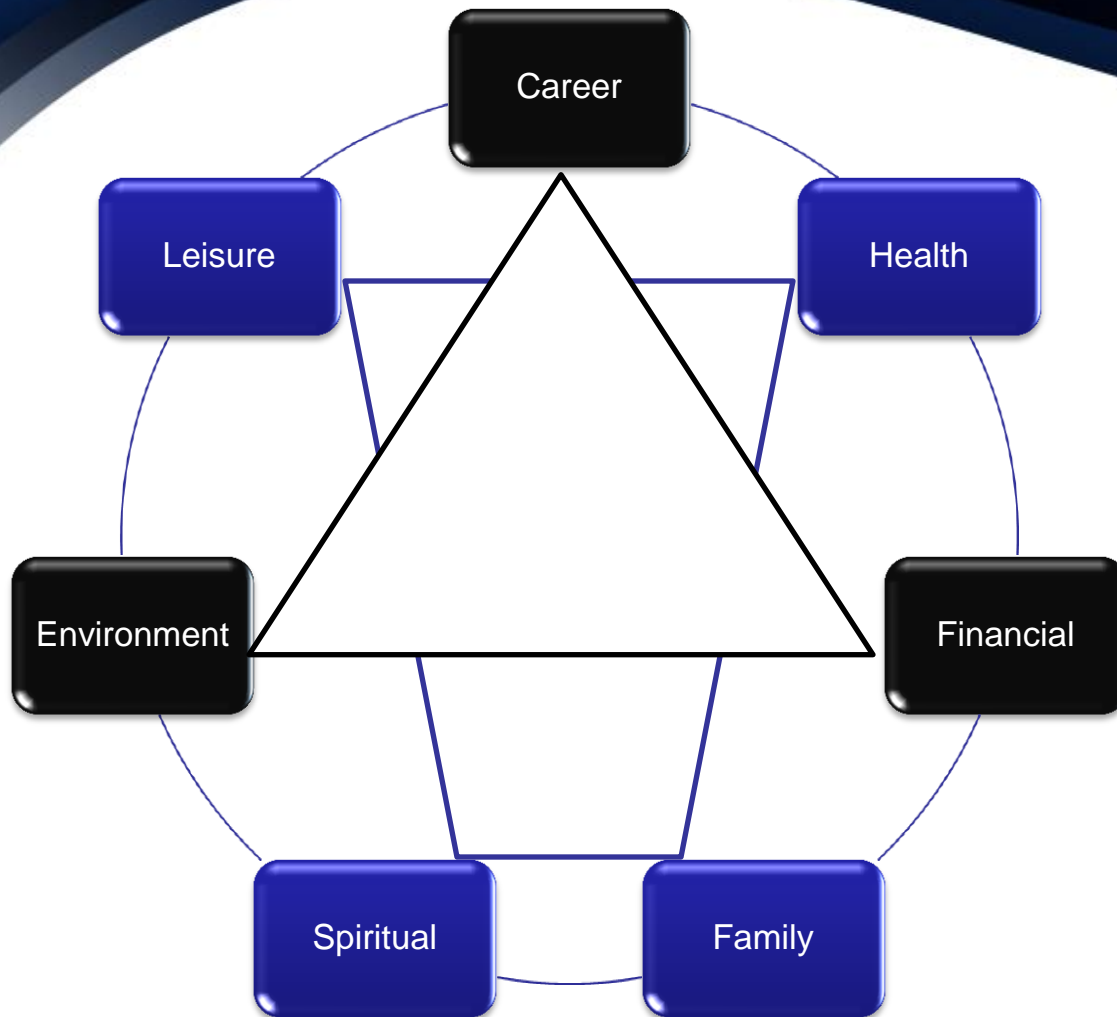 Career
Leisure
Health
Environment
Financial
Spiritual
Family